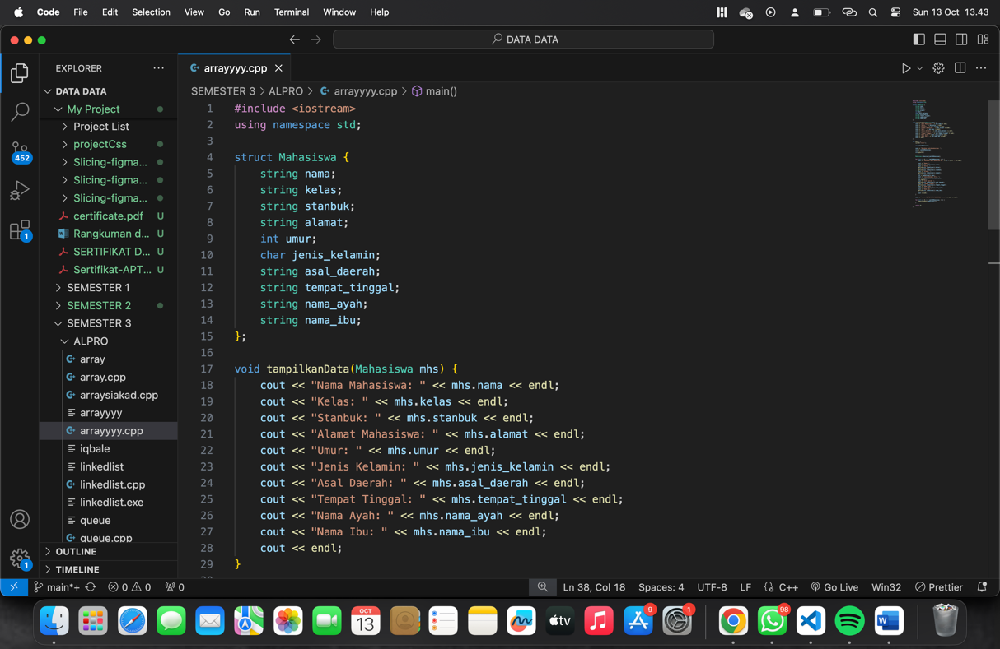 Code File Edit Selection View Go Run Terminal Window Help Sun 13 Oct 13.43
DATA DATA
EXPLORER
DATA DATA
My Project
Project List
projectCss
Slicing-figma...
Slicing-figma...
Slicing-figma...
certificate.pdf U
Rangkuman d... U
SERTIFIKAT D... U
Sertifikat-APT... U
SEMESTER 1
SEMESTER 2
SEMESTER 3
ALPRO
array
array.cpp
arraysiakad.cpp
arrayyyy
arrayyyy.cpp
iqbale
linkedlist
linkedlist.cpp
linkedlist.exe
queue
queue.cpp
OUTLINE
TIMELINE
452
1
1
arrayyyy.cpp
SEMESTER 3 > ALPRO > arrayyyy.cpp > main()
1 #include <iostream>
2 using namespace std;
3
4 struct Mahasiswa {
5 string nama;
6 string kelas;
7 string stanbuk;
8 string alamat;
9 int umur;
10 char jenis_kelamin;
11 string asal_daerah;
12 string tempat_tinggal;
13 string nama_ayah;
14 string nama_ibu;
15 };
16
17 void tampilkanData(Mahasiswa mhs) {
18 cout << "Nama Mahasiswa: " << mhs.nama << endl;
19 cout << "Kelas: " << mhs.kelas << endl;
20 cout << "Stanbuk: " << mhs.stanbuk << endl;
21 cout << "Alamat Mahasiswa: " << mhs.alamat << endl;
22 cout << "Umur: " << mhs.umur << endl;
23 cout << "Jenis Kelamin: " << mhs.jenis_kelamin << endl;
24 cout << "Asal Daerah: " << mhs.asal_daerah << endl;
25 cout << "Tempat Tinggal: " << mhs.tempat_tinggal << endl;
26 cout << "Nama Ayah: " << mhs.nama_ayah << endl;
27 cout << "Nama Ibu: " << mhs.nama_ibu << endl;
28 cout << endl;
29 }
main*+ 0 0 0 Ln 38, Col 18 Spaces: 4 UTF-8 LF {} C++ Go Live Win32 Prettier
OCT
13
tv
9
1
98
W